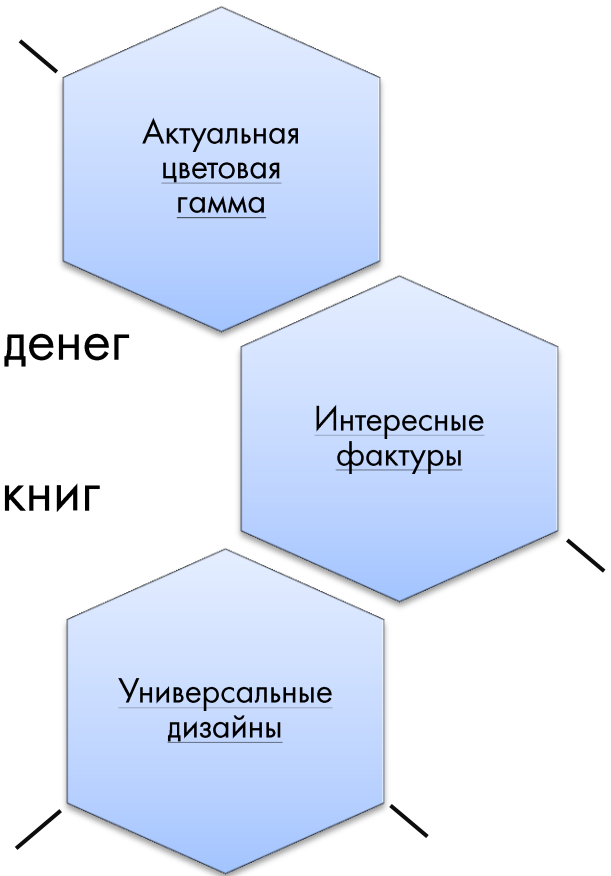 Актуальная
цветовая
гамма
денег
Интересные
фактуры
книг
Универсальные
дизайны